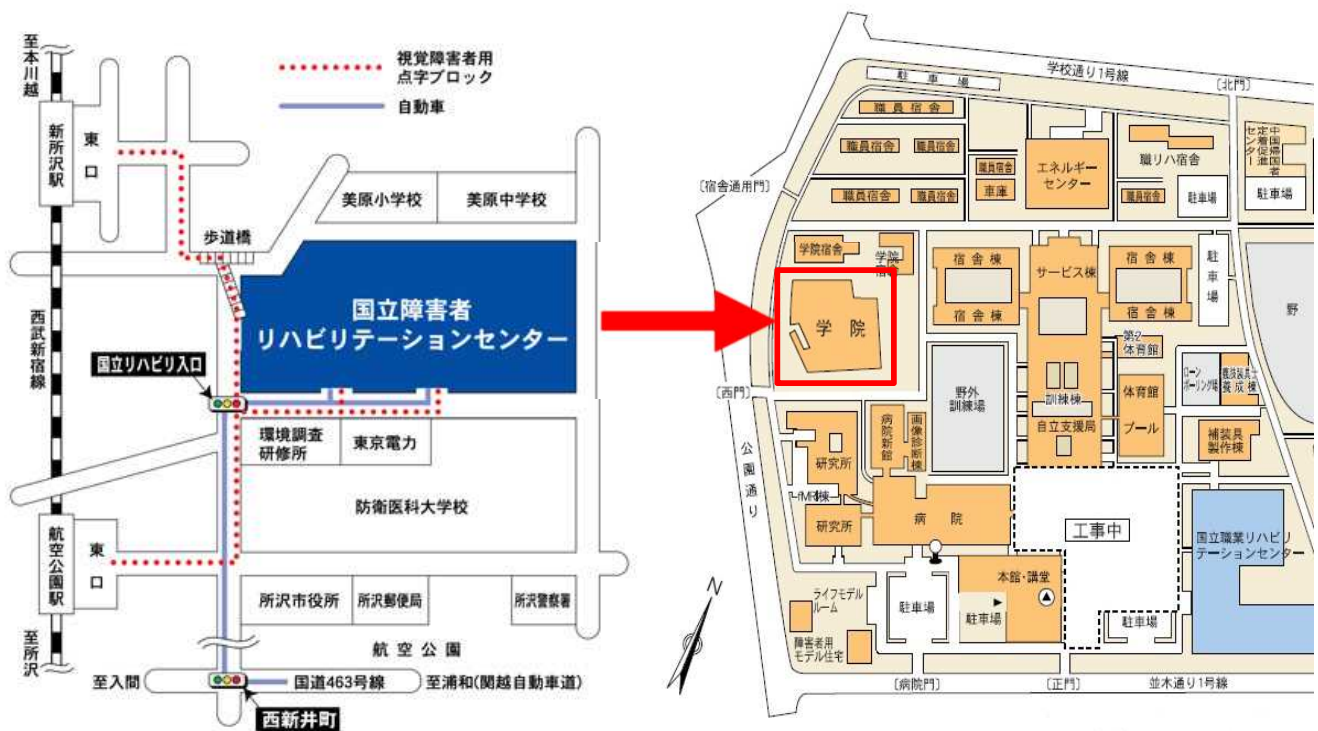 至本川越
新所沢駅
東口
視覚障害者用
点字ブロック
自動車
美原小学校
美原中学校
歩道橋
西武新宿線
国立障害者
リハビリテーションセンター
国立リハビリ入口
環境調査
研修所
東京電力
防衛医科大学校
航空公園駅
東口
所沢市役所
所沢郵便局
所沢警察署
航空公園
至所沢
至入間
国道463号線
至浦和(関越自動車道)
西新井町
学校通り1号線
〔北門〕
駐車場
職員宿舎
職員宿舎
職員宿舎
職員宿舎
職員宿舎
職員宿舎
車庫
エネルギー
センター
職リハ宿舎
職員宿舎
駐車場
中国帰国者
定着促進
センター
駐車場
〔宿舎通用門〕
学院宿舎
学院
宿舎
学院
宿舎棟
宿舎棟
サービス棟
宿舎棟
宿舎棟
駐車場
野
第2
体育館
〔西門〕
野外
訓練場
訓練棟
自立支援局
体育館
プール
ローン
ボーリング場
養成棟
補装具
製作棟
公園通り
研究所
病院新館
画像診断棟
fMRI棟
研究所
病院
工事中
国立職業リハビリ
テーションセンター
本館・講堂
駐車場
駐車場
駐車場
ライフモデル
ルーム
障害者用
モデル住宅
N
〔病院門〕
〔正門〕
並木通り1号線